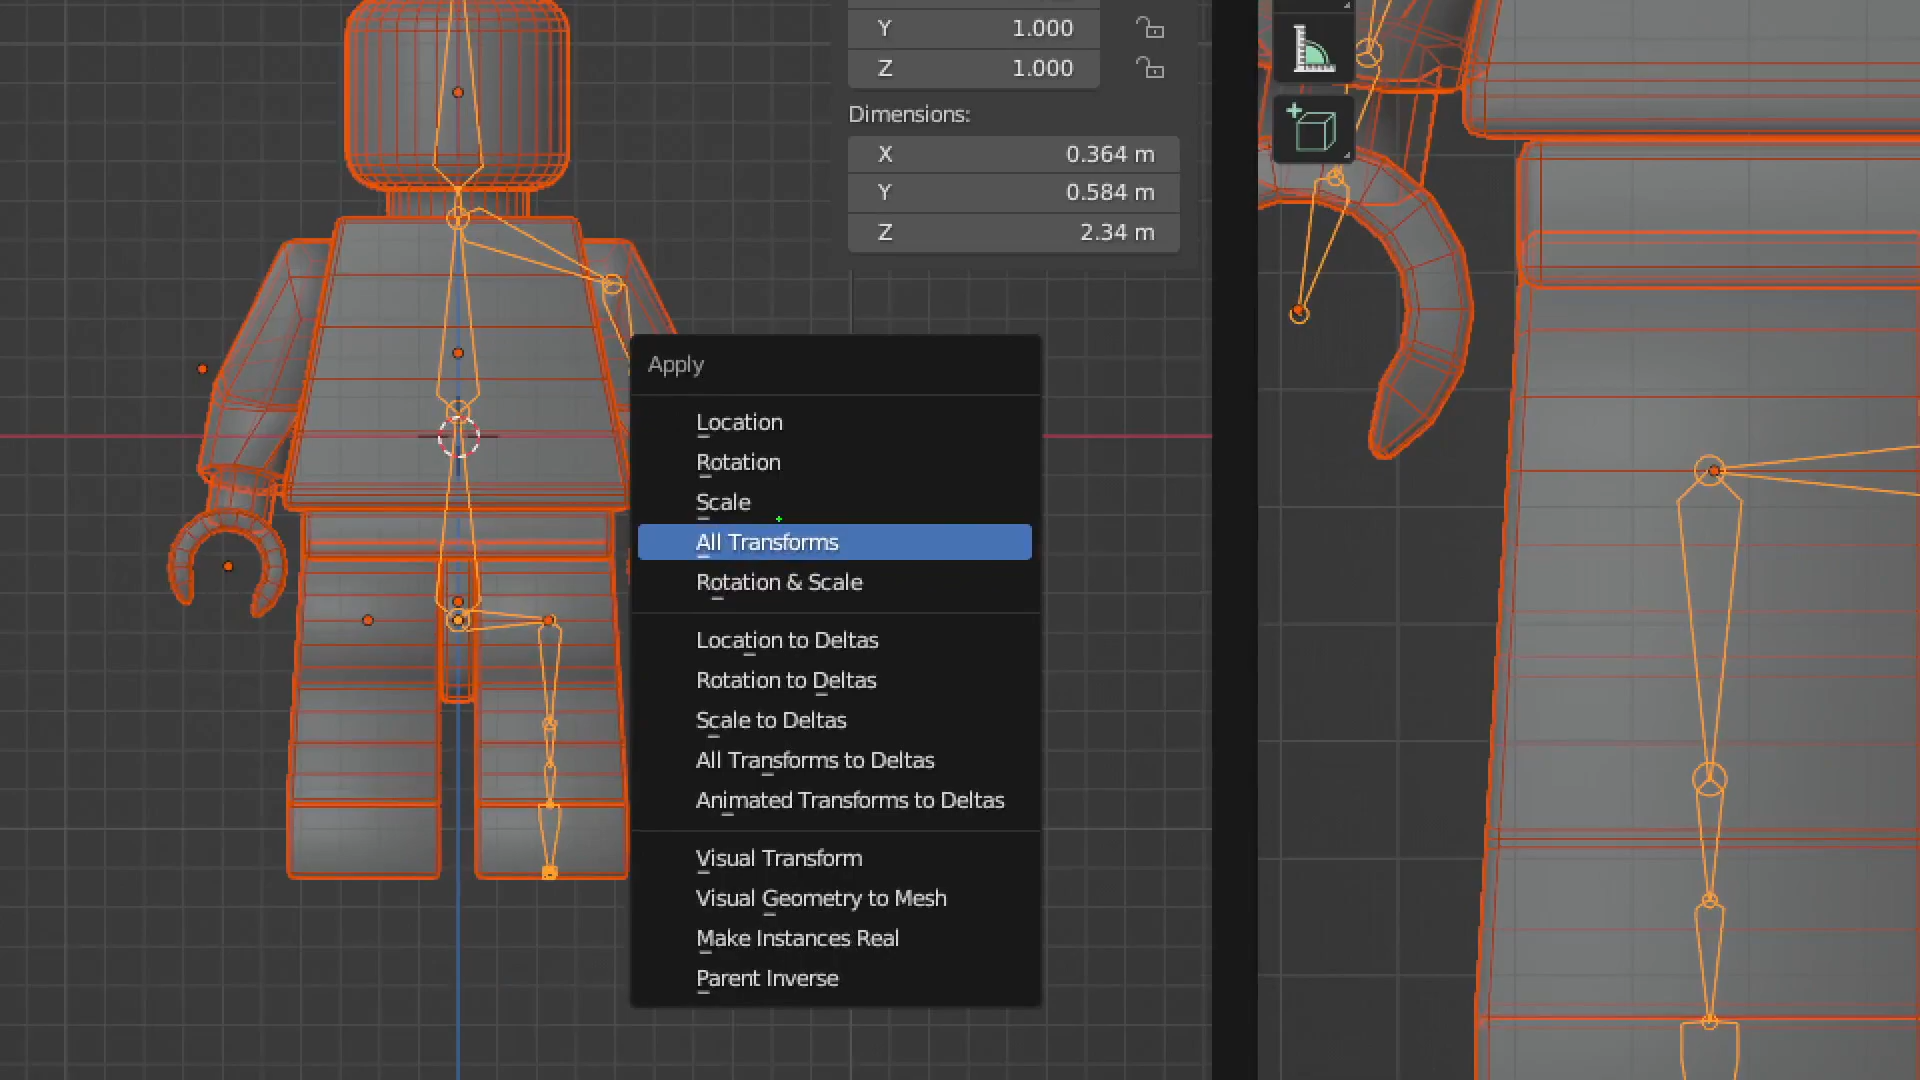 Y 1.000
Z 1.000
Dimensions:
X 0.364 m
Y 0.584 m
Z 2.34 m
Apply
Location
Rotation
Scale
All Transforms
Rotation & Scale
Location to Deltas
Rotation to Deltas
Scale to Deltas
All Transforms to Deltas
Animated Transforms to Deltas
Visual Transform
Visual Geometry to Mesh
Make Instances Real
Parent Inverse